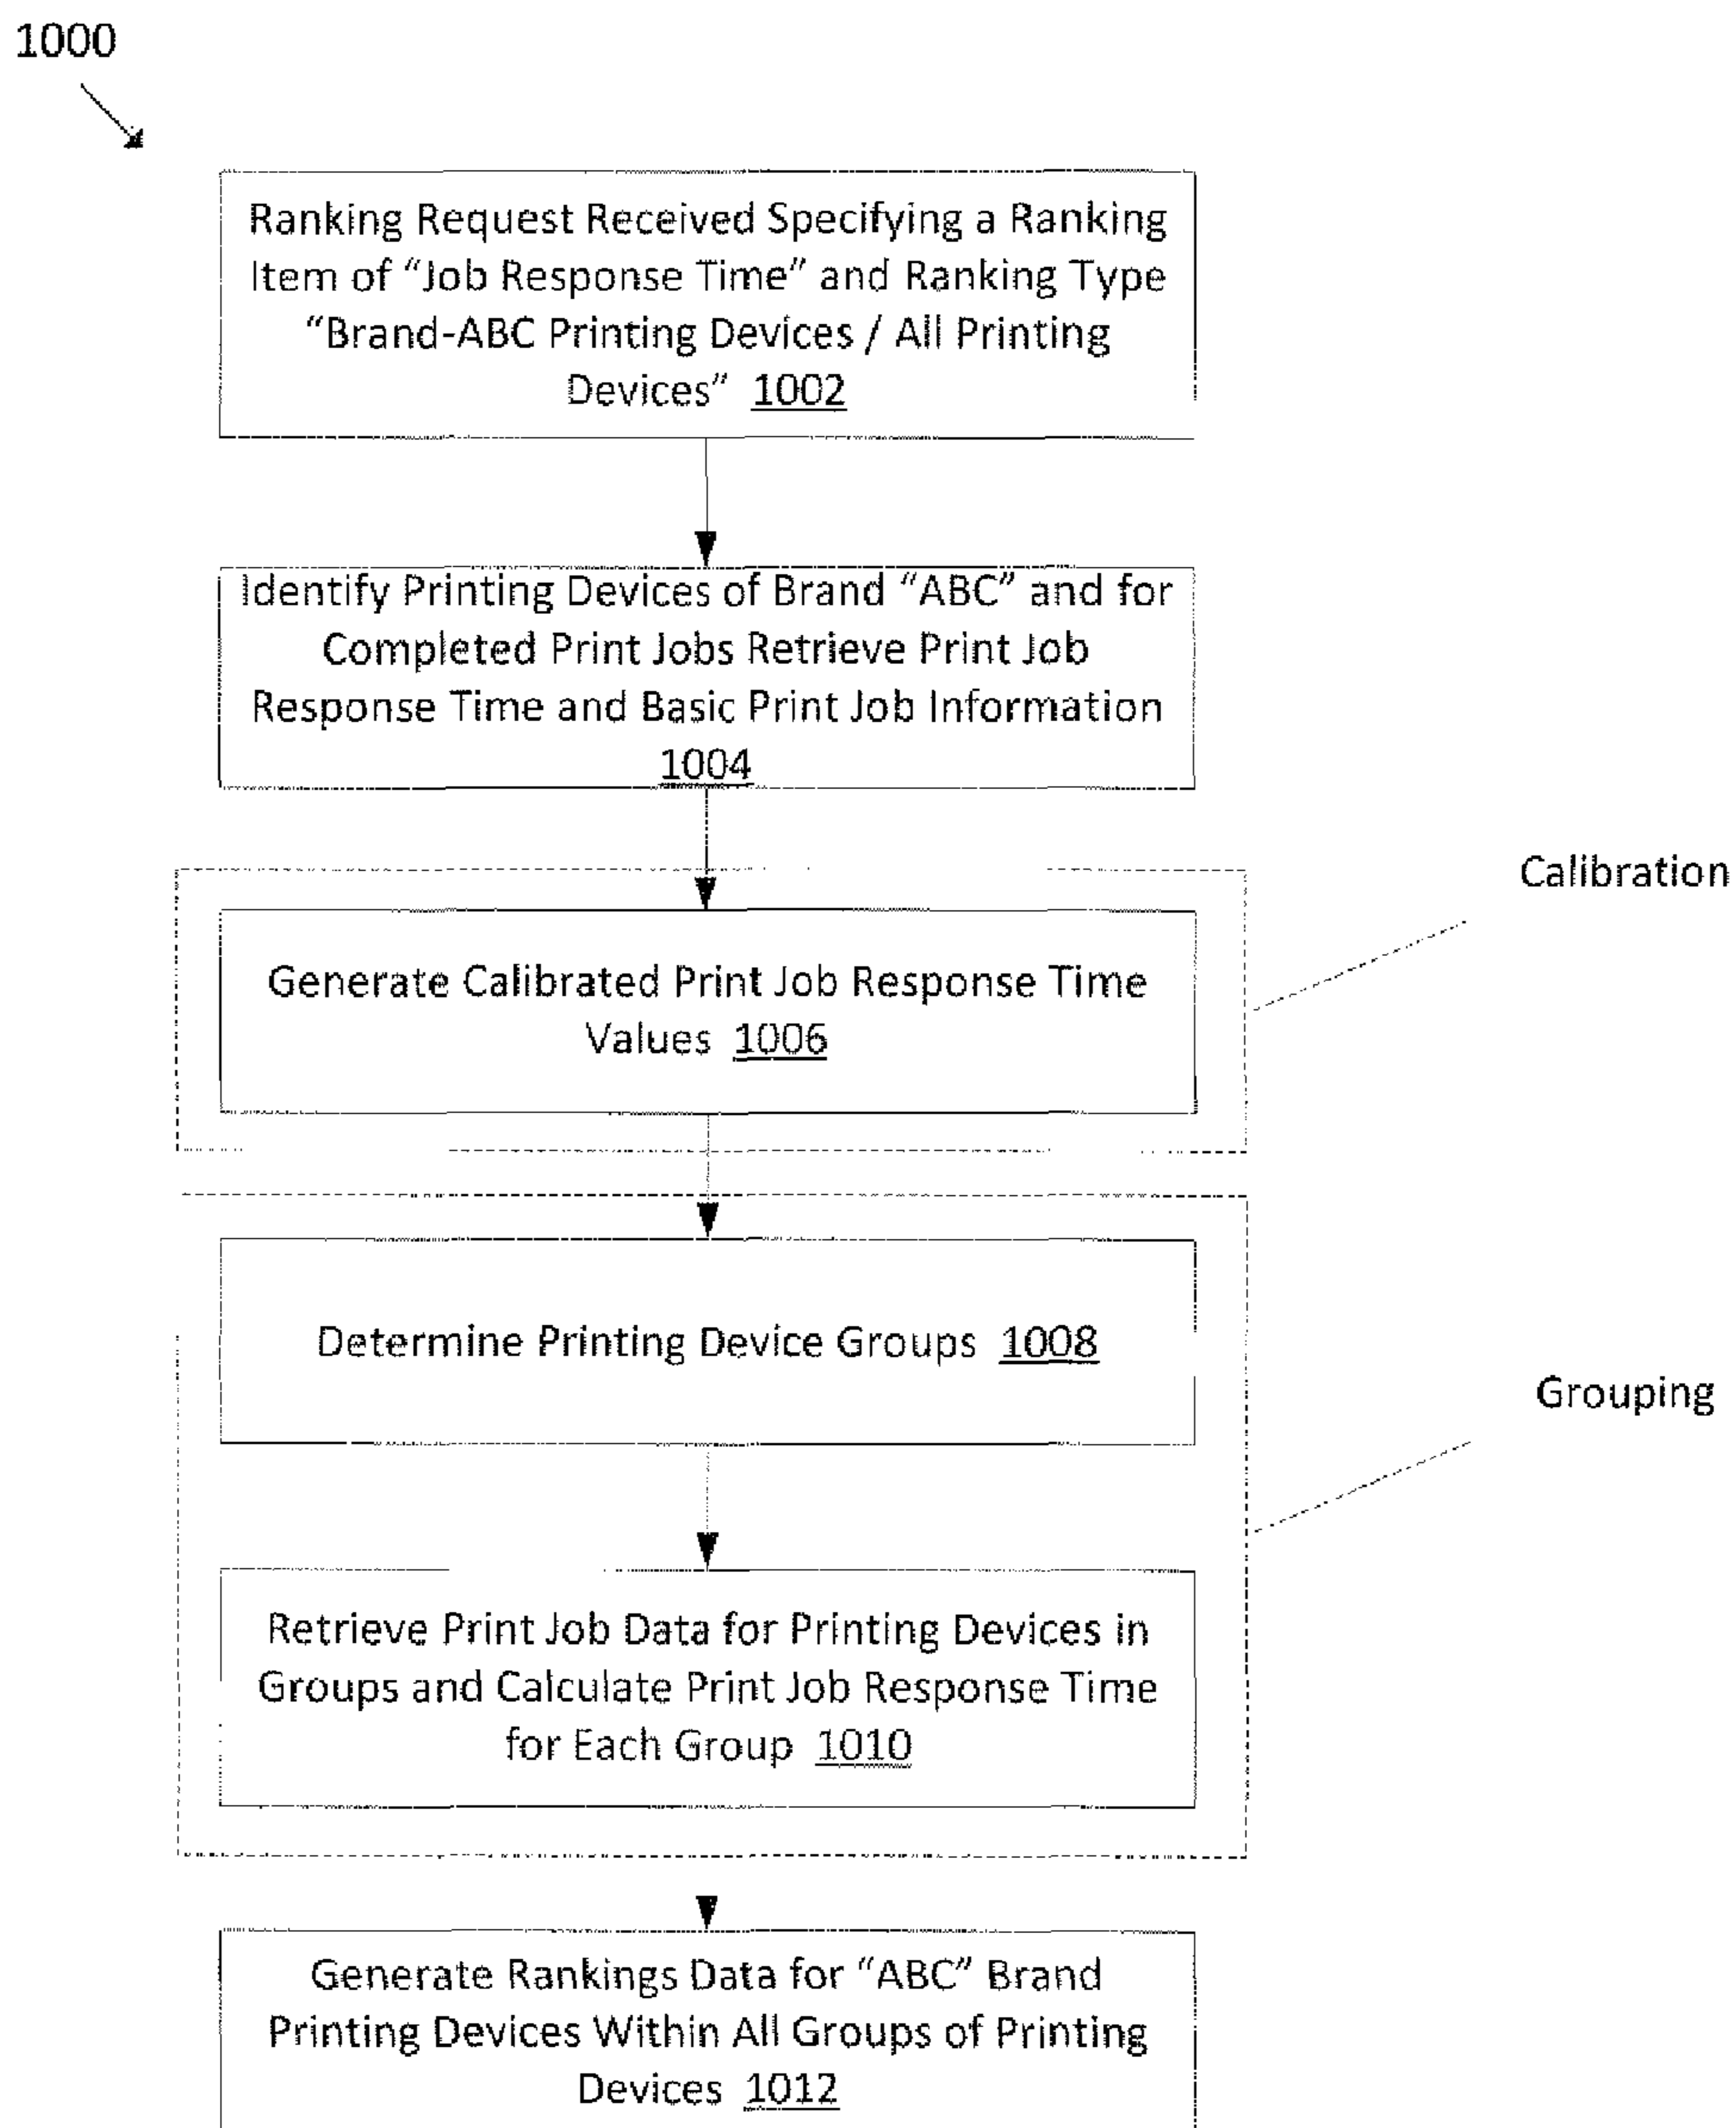 1000
Ranking Request Received Specifying a Ranking
Item of “Job Response Time” and Ranking Type
“Brand-ABC Printing Devices / All Printing
Devices” 1002
Identify Printing Devices of Brand “ABC” and for
Completed Print Jobs Retrieve Print Job
Response Time and Basic Print Job Information
1004
Calibration
Generate Calibrated Print Job Response Time
Values 1006
Determine Printing Device Groups 1008
Grouping
Retrieve Print Job Data for Printing Devices in
Groups and Calculate Print Job Response Time
for Each Group 1010
Generate Rankings Data for “ABC” Brand
Printing Devices Within All Groups of Printing
Devices 1012